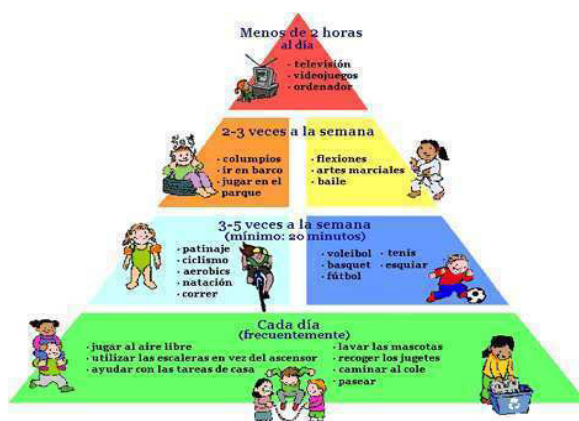 Menos de 2 horas
al día
· televisión
· videojuegos
· ordenador
2-3 veces a la semana
· columpios
· ir en barco
· jugar en el
parque
· flexiones
· artes marciales
· baile
3-5 veces a la semana
(mínimo: 20 minutos)
· patinaje
· ciclismo
· aerobics
· natación
· correr
· voleibol
· basquet
· fútbol
· tenis
· esquiar
Cada día
(frecuentemente)
· jugar al aire libre
· utilizar las escaleras en vez del ascensor
· ayudar con las tareas de casa
· lavar las mascotas
· recoger los jugetes
· caminar al cole
· pasear